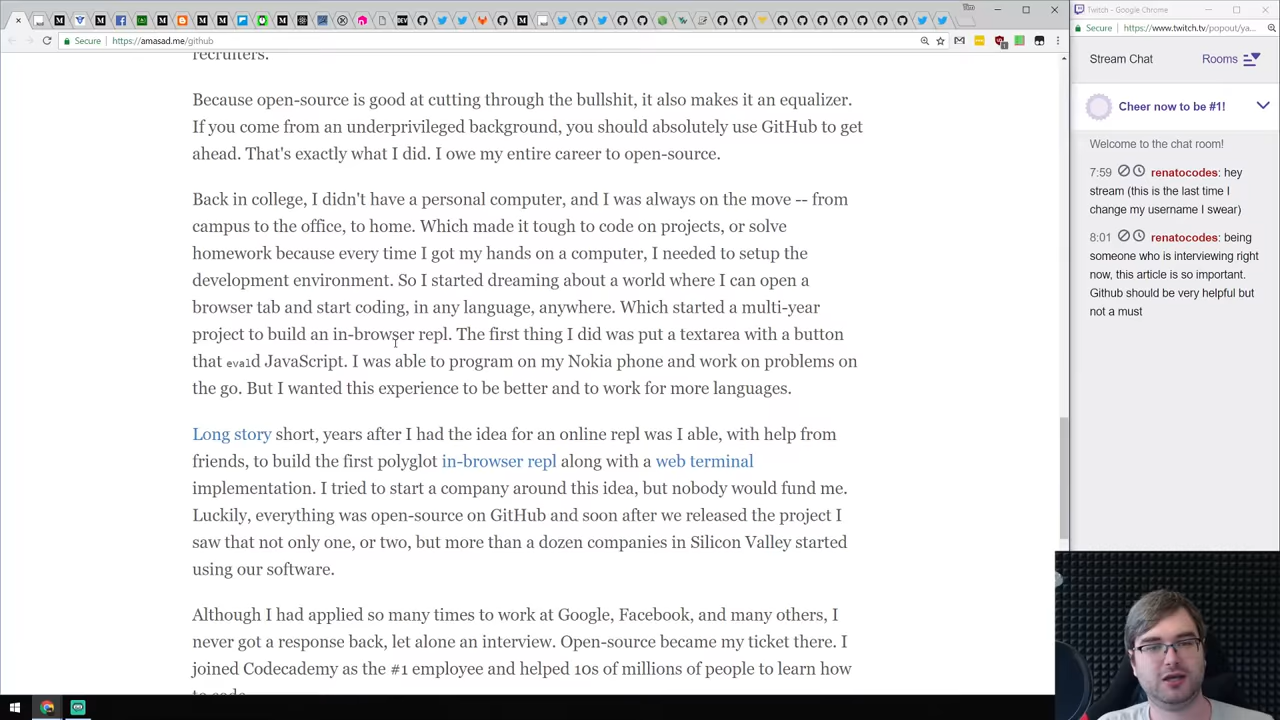 Tim
Secure
https://amasad.me/github
recruiters.
Because open-source is good at cutting through the bullshit, it also makes it an equalizer.
If you come from an underprivileged background, you should absolutely use GitHub to get
ahead. That's exactly what I did. I owe my entire career to open-source.
Back in college, I didn't have a personal computer, and I was always on the move -- from
campus to the office, to home. Which made it tough to code on projects, or solve
homework because every time I got my hands on a computer, I needed to setup the
development environment. So I started dreaming about a world where I can open a
browser tab and start coding, in any language, anywhere. Which started a multi-year
project to build an in-browser repl. The first thing I did was put a textarea with a button
that evald JavaScript. I was able to program on my Nokia phone and work on problems on
the go. But I wanted this experience to be better and to work for more languages.
Long story short, years after I had the idea for an online repl was I able, with help from
friends, to build the first polyglot in-browser repl along with a web terminal
implementation. I tried to start a company around this idea, but nobody would fund me.
Luckily, everything was open-source on GitHub and soon after we released the project I
saw that not only one, or two, but more than a dozen companies in Silicon Valley started
using our software.
Although I had applied so many times to work at Google, Facebook, and many others, I
never got a response back, let alone an interview. Open-source became my ticket there. I
joined Codecademy as the #1 employee and helped 10s of millions of people to learn how
to code.
Twitch - Google Chrome
Secure
https://www.twitch.tv/popout/ya...
Stream Chat
Rooms
Cheer now to be #1!
Welcome to the chat room!
7:59 renatocodes: hey
stream (this is the last time I
change my username I swear)
8:01 renatocodes: being
someone who is interviewing right
now, this article is so important.
Github should be very helpful but
not a must